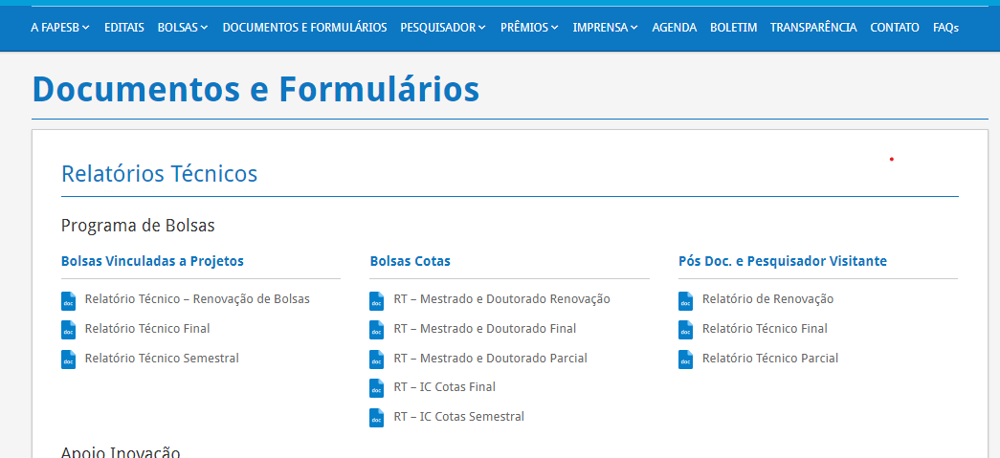 A FAPESB EDITAIS BOLSAS DOCUMENTOS E FORMULÁRIOS PESQUISADOR PRÊMIOS IMPRENSA AGENDA BOLETIM TRANSPARÊNCIA CONTATO FAQs
Documentos e Formulários
Relatórios Técnicos
Programa de Bolsas
Bolsas Vinculadas a Projetos
doc Relatório Técnico – Renovação de Bolsas
doc Relatório Técnico Final
doc Relatório Técnico Semestral
Bolsas Cotas
doc RT – Mestrado e Doutorado Renovação
doc RT – Mestrado e Doutorado Final
doc RT – Mestrado e Doutorado Parcial
doc RT – IC Cotas Final
doc RT – IC Cotas Semestral
Pós Doc. e Pesquisador Visitante
doc Relatório de Renovação
doc Relatório Técnico Final
doc Relatório Técnico Parcial
Apoio Inovação